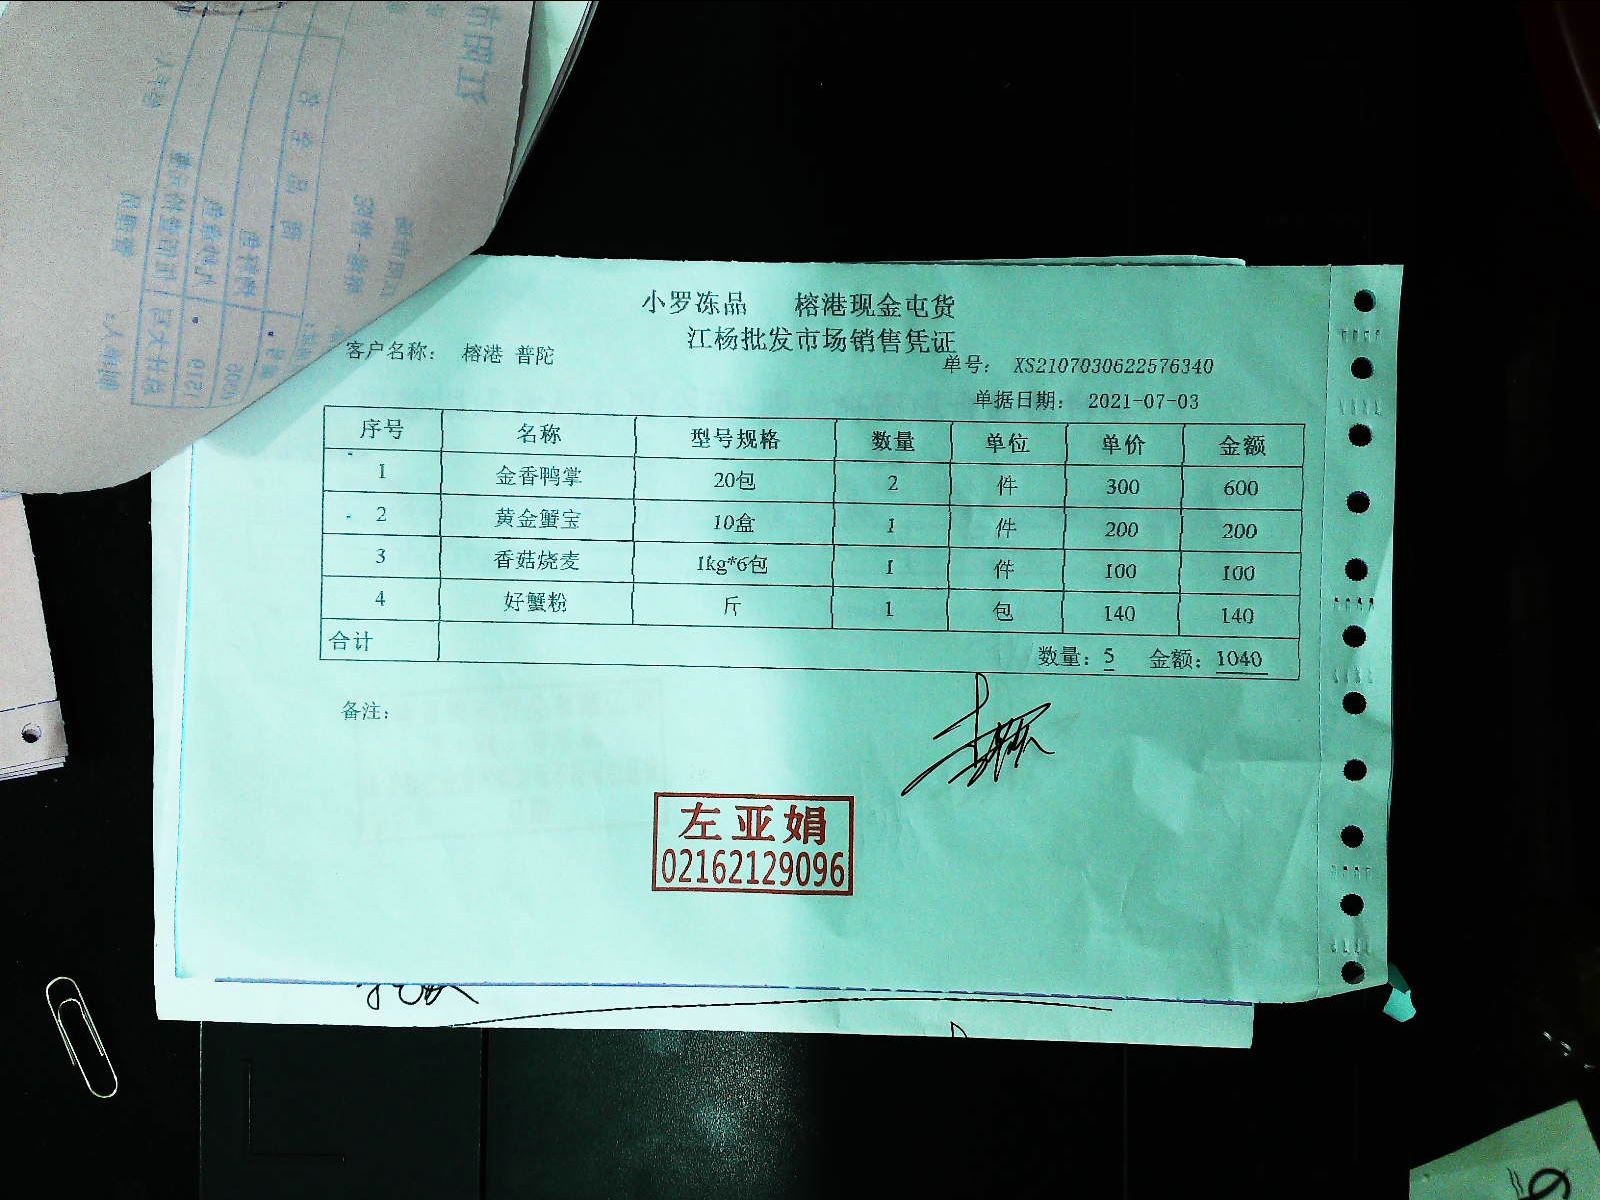 小罗冻品 榕港现金屯货
江杨批发市场销售凭证
客户名称： 榕港 普陀
单号： XS2107030622576340
单据日期： 2021-07-03
序号 名称 型号规格 数量 单位 单价 金额
1 金香鸭掌 20包 2 件 300 600
2 黄金蟹宝 10盒 1 件 200 200
3 香菇烧麦 1kg*6包 1 件 100 100
4 好蟹粉 斤 1 包 140 140
合计 数量：5 金额：1040
备注：
左亚娟
02162129096